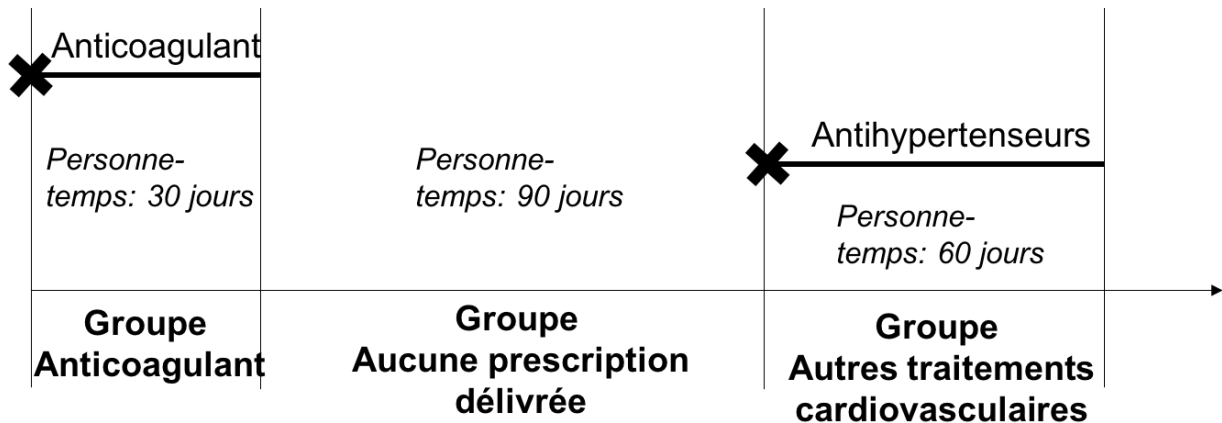 Anticoagulant
Personne-
temps: 30 jours
Groupe
Anticoagulant
Personne-
temps: 90 jours
Groupe
Aucune prescription
délivrée
Antihypertenseurs
Personne-
temps: 60 jours
Groupe
Autres traitements
cardiovasculaires